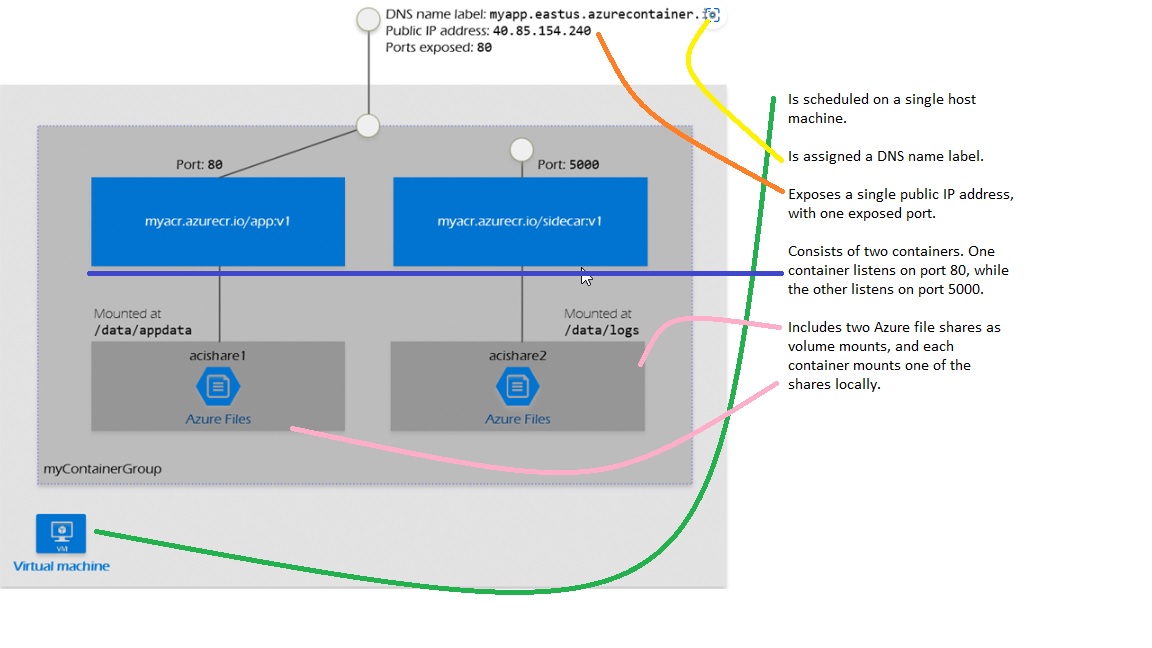 DNS name label: myapp.eastus.azurecontainer.
Public IP address: 40.85.154.240
Ports exposed: 80
Port: 80
Port: 5000
myacr.azurecr.io/app:v1
myacr.azurecr.io/sidecar:v1
Mounted at
/data/appdata
Mounted at
/data/logs
acishare1
Azure Files
acishare2
Azure Files
myContainerGroup
VM
Virtual machine
Is scheduled on a single host
machine.
Is assigned a DNS name label.
Exposes a single public IP address,
with one exposed port.
Consists of two containers. One
container listens on port 80, while
the other listens on port 5000.
Includes two Azure file shares as
volume mounts, and each
container mounts one of the
shares locally.